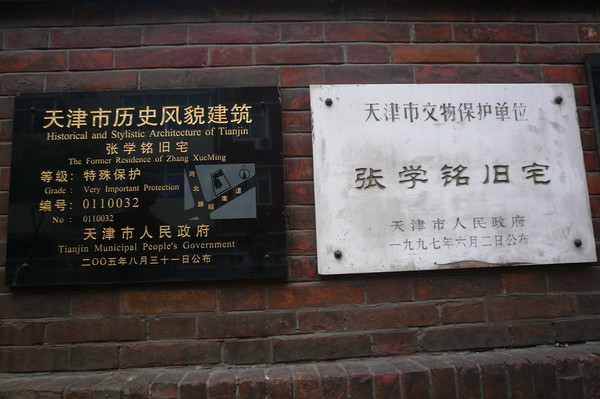 天津市历史风貌建筑
Historical and Stylistic Architecture of Tianjin
张学铭旧宅
The Former Residence of Zhang XueMing
等级：特殊保护
Grade: Very Important Protection
编号：0110032
No: 0110032
天津市人民政府
Tianjin Municipal People's Government
二〇〇五年八月三十一日公布
天津市文物保护单位
张学铭旧宅
天津市人民政府
一九九七年六月二日公布